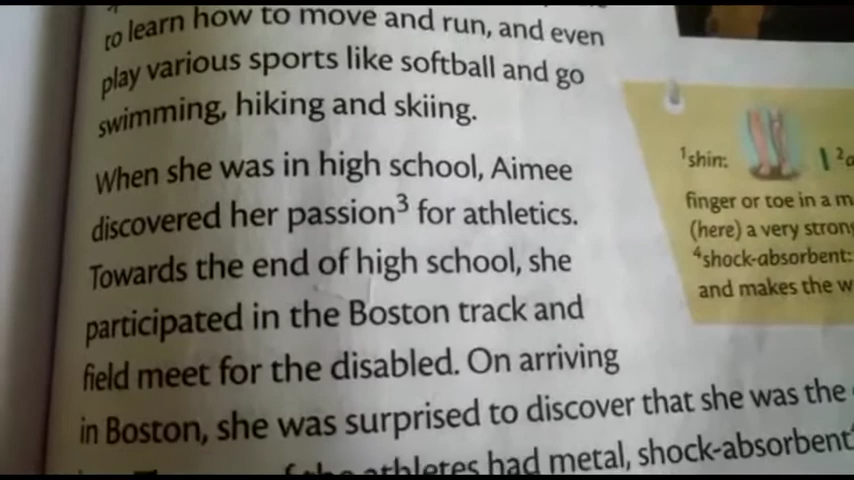 to learn how to move and run, and even
play various sports like softball and go
swimming, hiking and skiing.
When she was in high school, Aimee
discovered her passion³ for athletics.
Towards the end of high school, she
participated in the Boston track and
field meet for the disabled. On arriving
in Boston, she was surprised to discover that she was the
athletes had metal, shock-absorbent⁴
¹shin:
finger or toe in a
(here) a very
⁴shock-absorbent:
and makes the